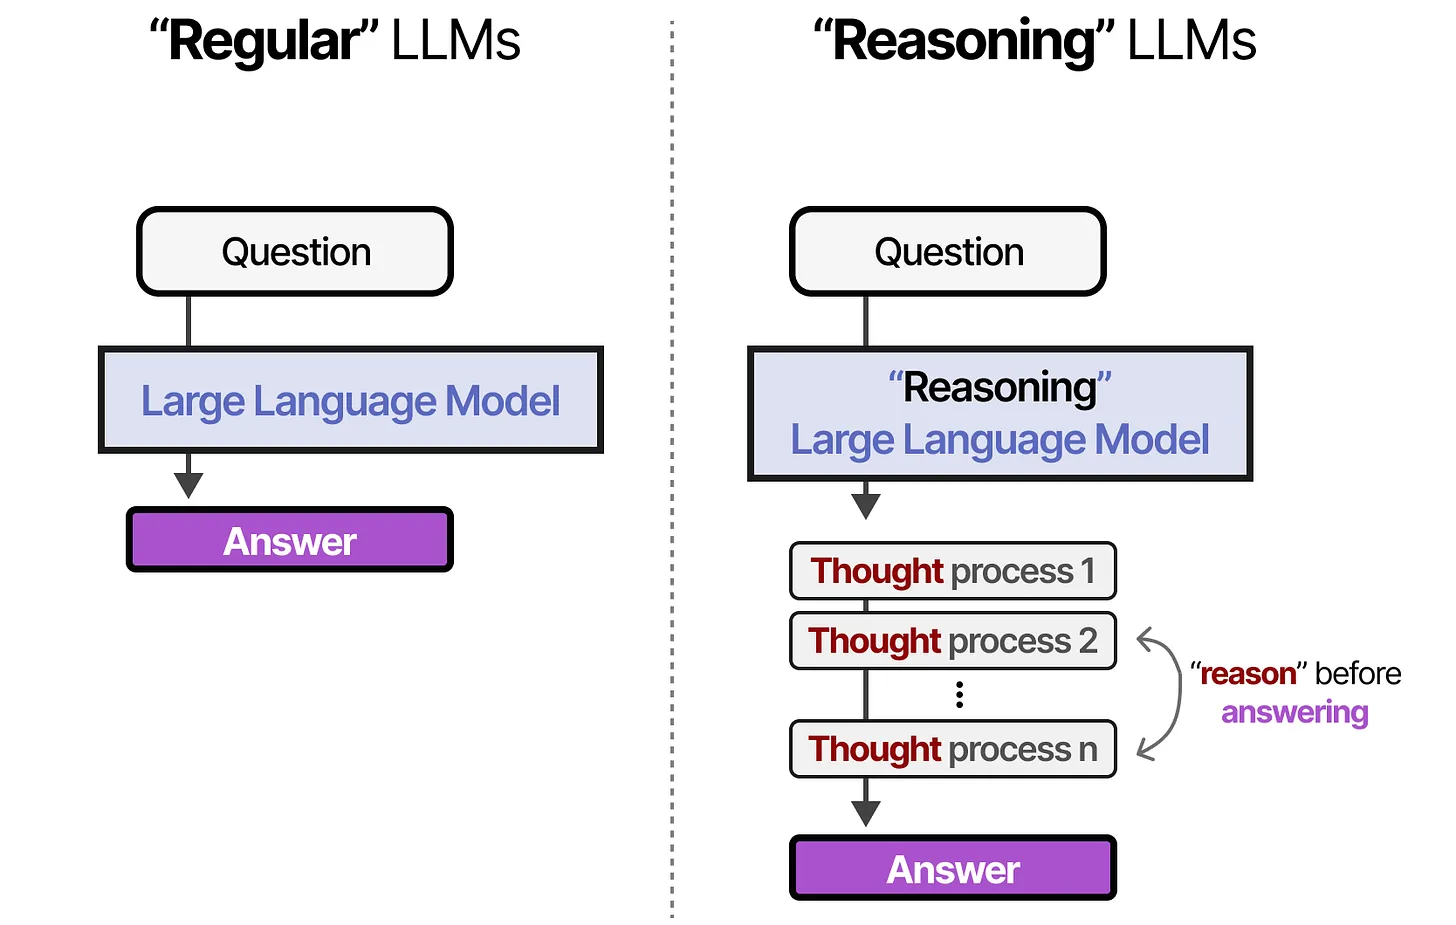 “Regular” LLMs
Question
Large Language Model
Answer
“Reasoning” LLMs
Question
“Reasoning”
Large Language Model
Thought process 1
Thought process 2
Thought process n
“reason” before
answering
Answer